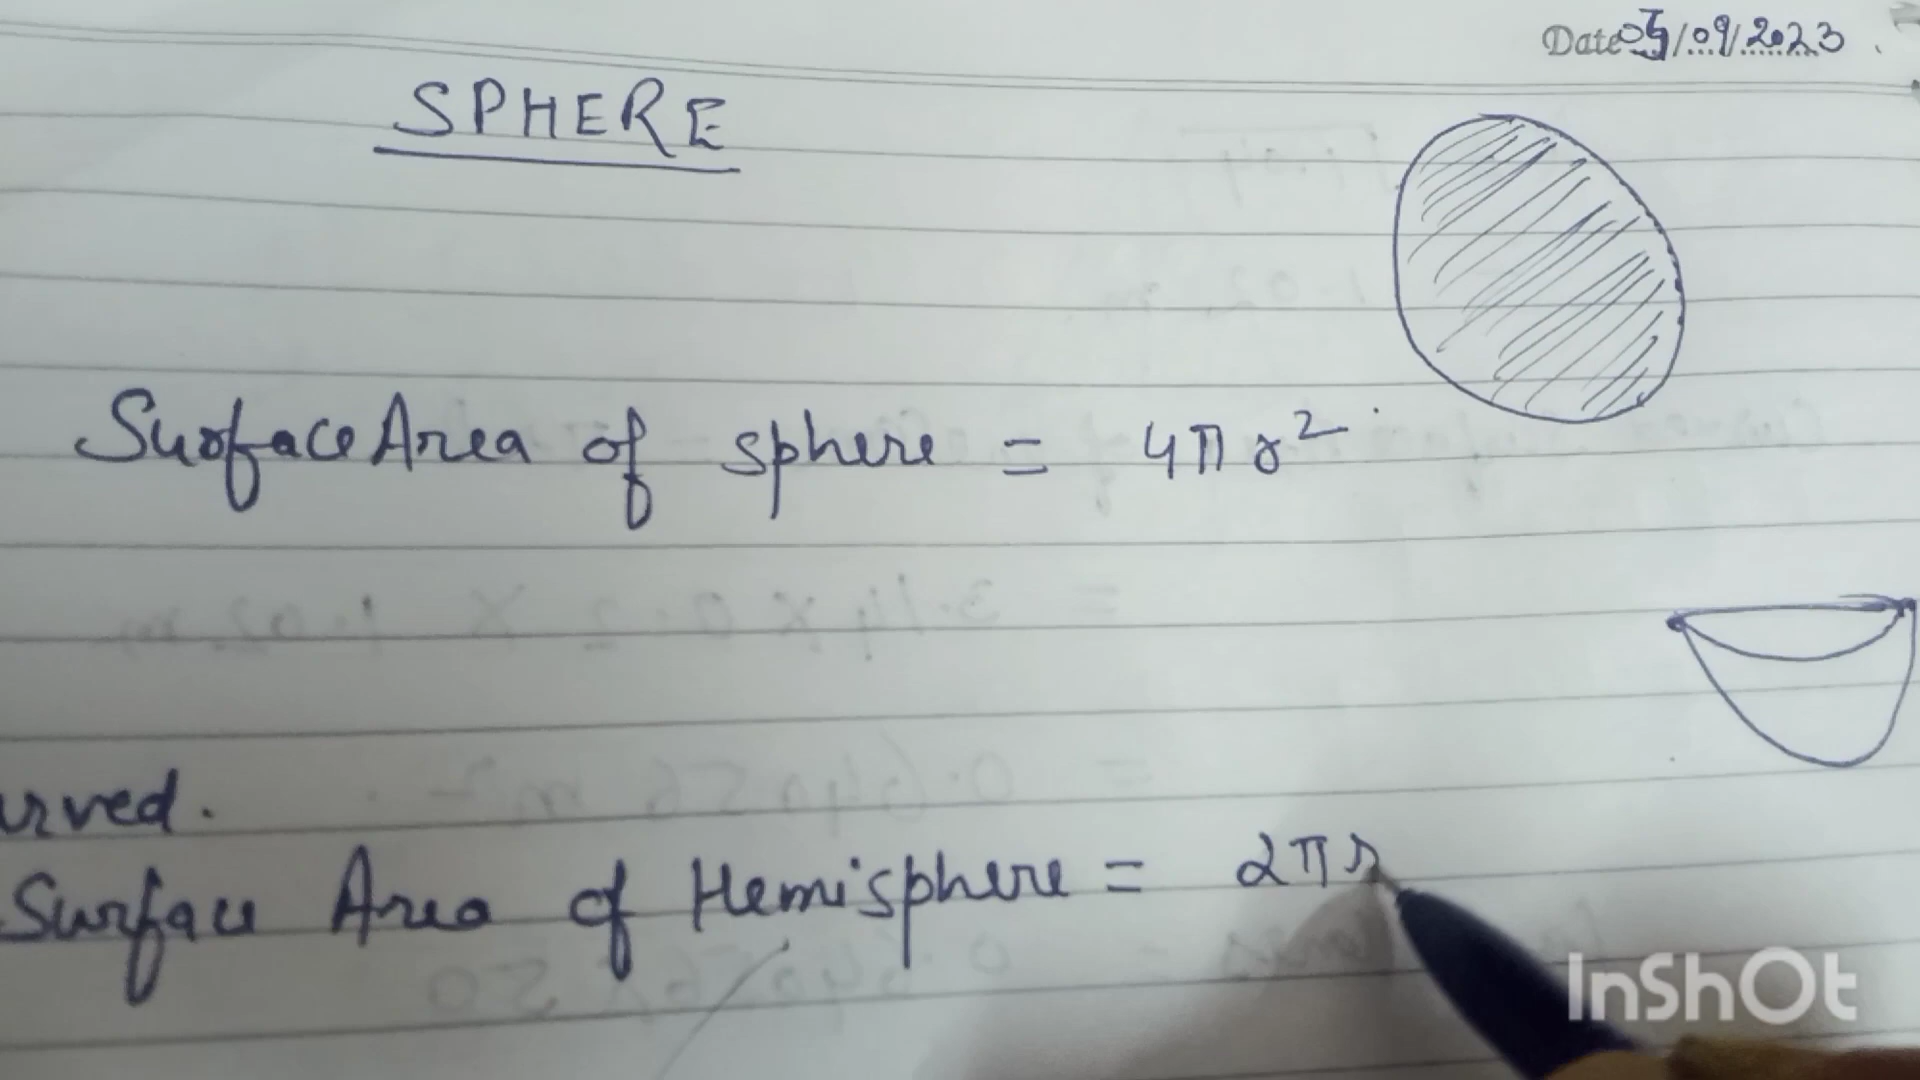 Date 05/09/2023
SPHERE
Surface Area of sphere = 4πr²
urved.
Surface Area of Hemisphere = 2πr
InShOt